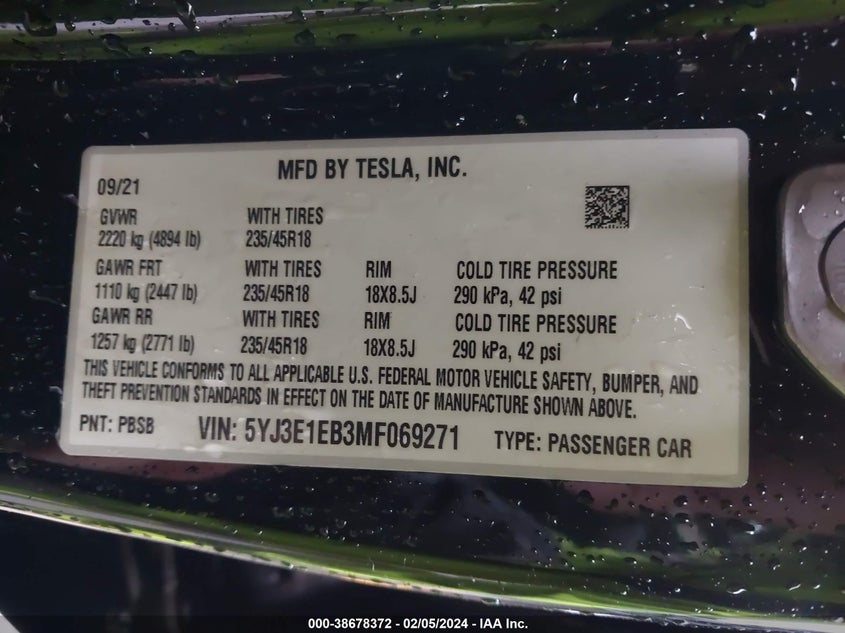 MFD BY TESLA, INC.
09/21
GVWR WITH TIRES
2220 kg (4894 lb) 235/45R18
GAWR FRT WITH TIRES RIM COLD TIRE PRESSURE
1110 kg (2447 lb) 235/45R18 18X8.5J 290 kPa, 42 psi
GAWR RR WITH TIRES RIM COLD TIRE PRESSURE
1257 kg (2771 lb) 235/45R18 18X8.5J 290 kPa, 42 psi
THIS VEHICLE CONFORMS TO ALL APPLICABLE U.S. FEDERAL MOTOR VEHICLE SAFETY, BUMPER, AND
THEFT PREVENTION STANDARDS IN EFFECT ON THE DATE OF MANUFACTURE SHOWN ABOVE.
PNT: PBSB VIN: 5YJ3E1EB3MF069271 TYPE: PASSENGER CAR
000-38678372 - 02/05/2024 - IAA Inc.